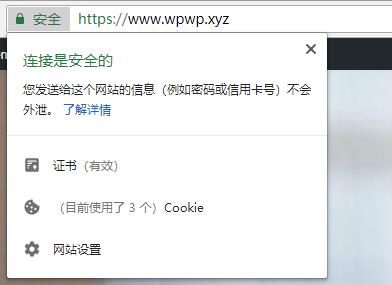 安全 https://www.wpwp.xyz
连接是安全的
您发送给这个网站的信息（例如密码或信用卡号）不会
外泄。 了解详情
证书（有效）
（目前使用了 3 个）Cookie
网站设置